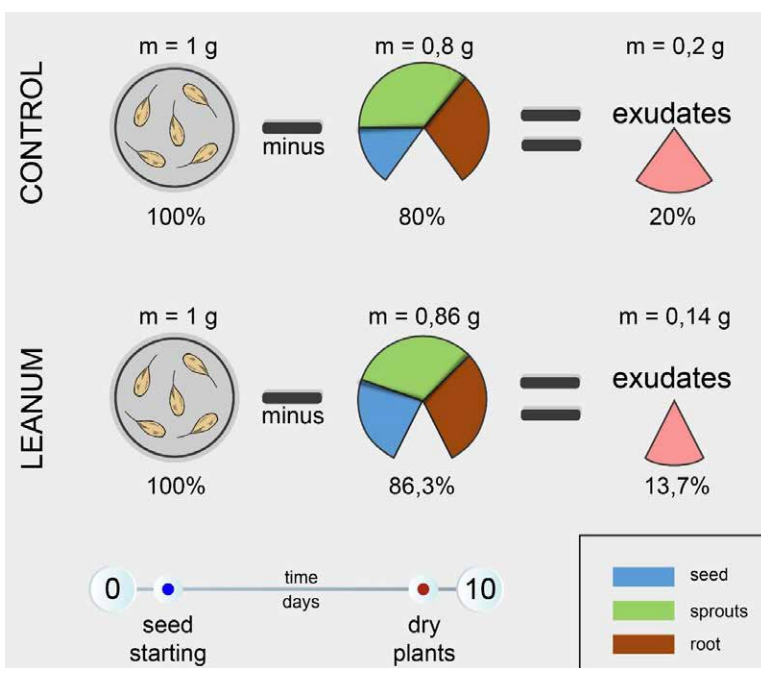 CONTROL
m = 1 g
m = 0,8 g
m = 0,2 g
minus
exudates
100%
80%
20%
LEANUM
m = 1 g
m = 0,86 g
m = 0,14 g
minus
exudates
100%
86,3%
13,7%
0
time
days
10
seed
starting
dry
plants
seed
sprouts
root